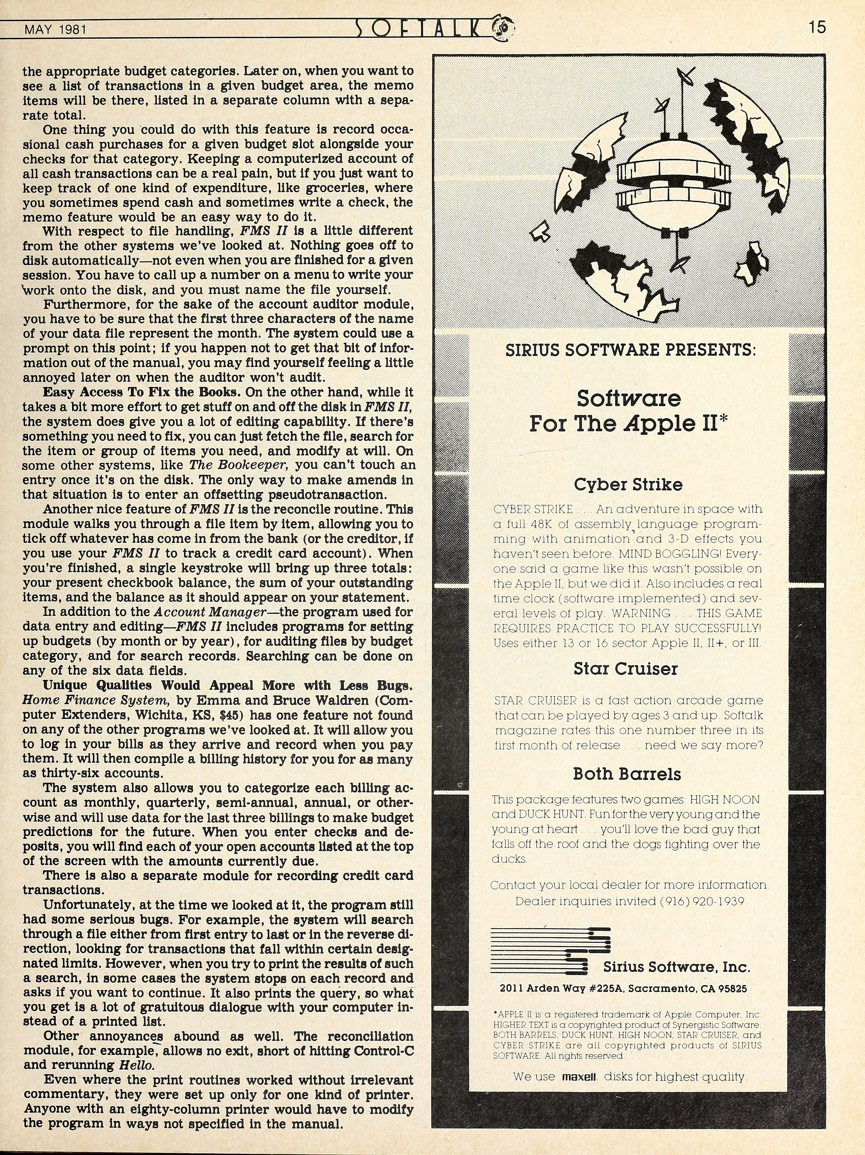 MAY 1981
SOFTALK
15
the appropriate budget categories. Later on, when you want to
see a list of transactions in a given budget area, the memo
items will be there, listed in a separate column with a sepa-
rate total.
One thing you could do with this feature is record occa-
sional cash purchases for a given budget slot alongside your
checks for that category. Keeping a computerized account of
all cash transactions can be a real pain, but if you just want to
keep track of one kind of expenditure, like groceries, where
you sometimes spend cash and sometimes write a check, the
memo feature would be an easy way to do it.
With respect to file handling, FMS II is a little different
from the other systems we've looked at. Nothing goes off to
disk automatically—not even when you are finished for a given
session. You have to call up a number on a menu to write your
work onto the disk, and you must name the file yourself.
Furthermore, for the sake of the account auditor module,
you have to be sure that the first three characters of the name
of your data file represent the month. The system could use a
prompt on this point; if you happen not to get that bit of infor-
mation out of the manual, you may find yourself feeling a little
annoyed later on when the auditor won't audit.
Easy Access To Fix the Books. On the other hand, while it
takes a bit more effort to get stuff on and off the disk in FMS II,
the system does give you a lot of editing capability. If there's
something you need to fix, you can just fetch the file, search for
the item or group of items you need, and modify at will. On
some other systems, like The Bookeeper, you can't touch an
entry once it's on the disk. The only way to make amends in
that situation is to enter an offsetting pseudotransaction.
Another nice feature of FMS II is the reconcile routine. This
module walks you through a file item by item, allowing you to
tick off whatever has come in from the bank (or the creditor, if
you use your FMS II to track a credit card account). When
you're finished, a single keystroke will bring up three totals:
your present checkbook balance, the sum of your outstanding
items, and the balance as it should appear on your statement.
In addition to the Account Manager—the program used for
data entry and editing—FMS II includes programs for setting
up budgets (by month or by year), for auditing files by budget
category, and for search records. Searching can be done on
any of the six data fields.
Unique Qualities Would Appeal More with Less Bugs.
Home Finance System, by Emma and Bruce Waldren (Com-
puter Extenders, Wichita, KS, $45) has one feature not found
on any of the other programs we've looked at. It will allow you
to log in your bills as they arrive and record when you pay
them. It will then compile a billing history for you for as many
as thirty-six accounts.
The system also allows you to categorize each billing ac-
count as monthly, quarterly, semi-annual, annual, or other-
wise and will use data for the last three billings to make budget
predictions for the future. When you enter checks and de-
posits, you will find each of your open accounts listed at the top
of the screen with the amounts currently due.
There is also a separate module for recording credit card
transactions.
Unfortunately, at the time we looked at it, the program still
had some serious bugs. For example, the system will search
through a file either from first entry to last or in the reverse di-
rection, looking for transactions that fall within certain desig-
nated limits. However, when you try to print the results of such
a search, in some cases the system stops on each record and
asks if you want to continue. It also prints the query, so what
you get is a lot of gratuitous dialogue with your computer in-
stead of a printed list.
Other annoyances abound as well. The reconciliation
module, for example, allows no exit, short of hitting Control-C
and rerunning Hello.
Even where the print routines worked without irrelevant
commentary, they were set up only for one kind of printer.
Anyone with an eighty-column printer would have to modify
the program in ways not specified in the manual.
SIRIUS SOFTWARE PRESENTS:
Software
For The Apple II*
Cyber Strike
CYBER STRIKE . . . An adventure in space with
a full 48K of assembly language program-
ming with animation and 3-D effects you
haven't seen before. MIND BOGGLING! Every-
one said a game like this wasn't possible on
the Apple II, but we did it. Also includes a real
time clock (software implemented) and sev-
eral levels of play. WARNING . . . THIS GAME
REQUIRES PRACTICE TO PLAY SUCCESSFULLY!
Uses either 13 or 16 sector Apple II, II+, or III.
Star Cruiser
STAR CRUISER is a fast action arcade game
that can be played by ages 3 and up. Softalk
magazine rates this one number three in its
first month of release . . . need we say more?
Both Barrels
This package features two games: HIGH NOON
and DUCK HUNT. Fun for the very young and the
young at heart . . . you'll love the bad guy that
falls off the roof and the dogs fighting over the
ducks.
Contact your local dealer for more information.
Dealer inquiries invited (916) 920-1939
Sirius Software, Inc.
2011 Arden Way #225A, Sacramento, CA 95825
*APPLE II is a registered trademark of Apple Computer, Inc.
HIGHER TEXT is a copyrighted product of Synergistic Software.
BOTH BARRELS, DUCK HUNT, HIGH NOON, STAR CRUISER, and
CYBER STRIKE are all copyrighted products of SIRIUS
SOFTWARE. All rights reserved.
We use maxell disks for highest quality.